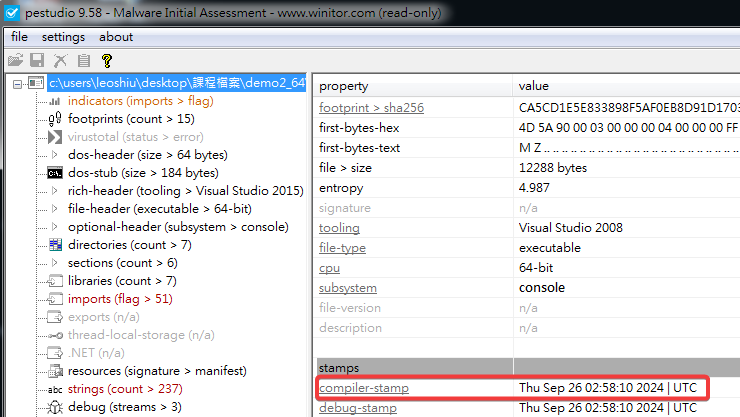 pestudio 9.58 - Malware Initial Assessment - www.winitor.com (read-only)
file settings about
c:\users\leoshiu\desktop\課程檔案\demo2_64
indicators (imports > flag)
footprints (count > 15)
virustotal (status > error)
dos-header (size > 64 bytes)
dos-stub (size > 184 bytes)
rich-header (tooling > Visual Studio 2015)
file-header (executable > 64-bit)
optional-header (subsystem > console)
directories (count > 7)
sections (count > 6)
libraries (count > 7)
imports (flag > 51)
exports (n/a)
thread-local-storage (n/a)
.NET (n/a)
resources (signature > manifest)
abc strings (count > 237)
debug (streams > 3)
property value
footprint > sha256 CA5CD1E5E833898F5AF0EB8D91D1703
first-bytes-hex 4D 5A 90 00 03 00 00 00 04 00 00 00 FF
first-bytes-text M Z .. .. .. .. .. .. .. .. .. .. .. .. .. ..
file > size 12288 bytes
entropy 4.987
signature n/a
tooling Visual Studio 2008
file-type executable
cpu 64-bit
subsystem console
file-version n/a
description n/a
stamps
compiler-stamp Thu Sep 26 02:58:10 2024 | UTC
debug-stamp Thu Sep 26 02:58:10 2024 | UTC